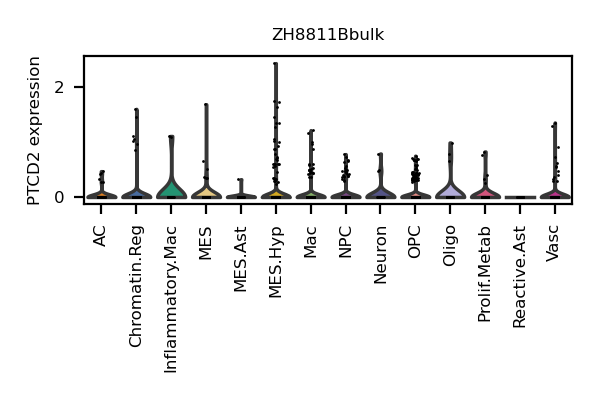 ZH8811Bbulk
PTCD2 expression
2
0
AC
Chromatin.Reg
Inflammatory.Mac
MES
MES.Ast
MES.Hyp
Mac
NPC
Neuron
OPC
Oligo
Prolif.Metab
Reactive.Ast
Vasc